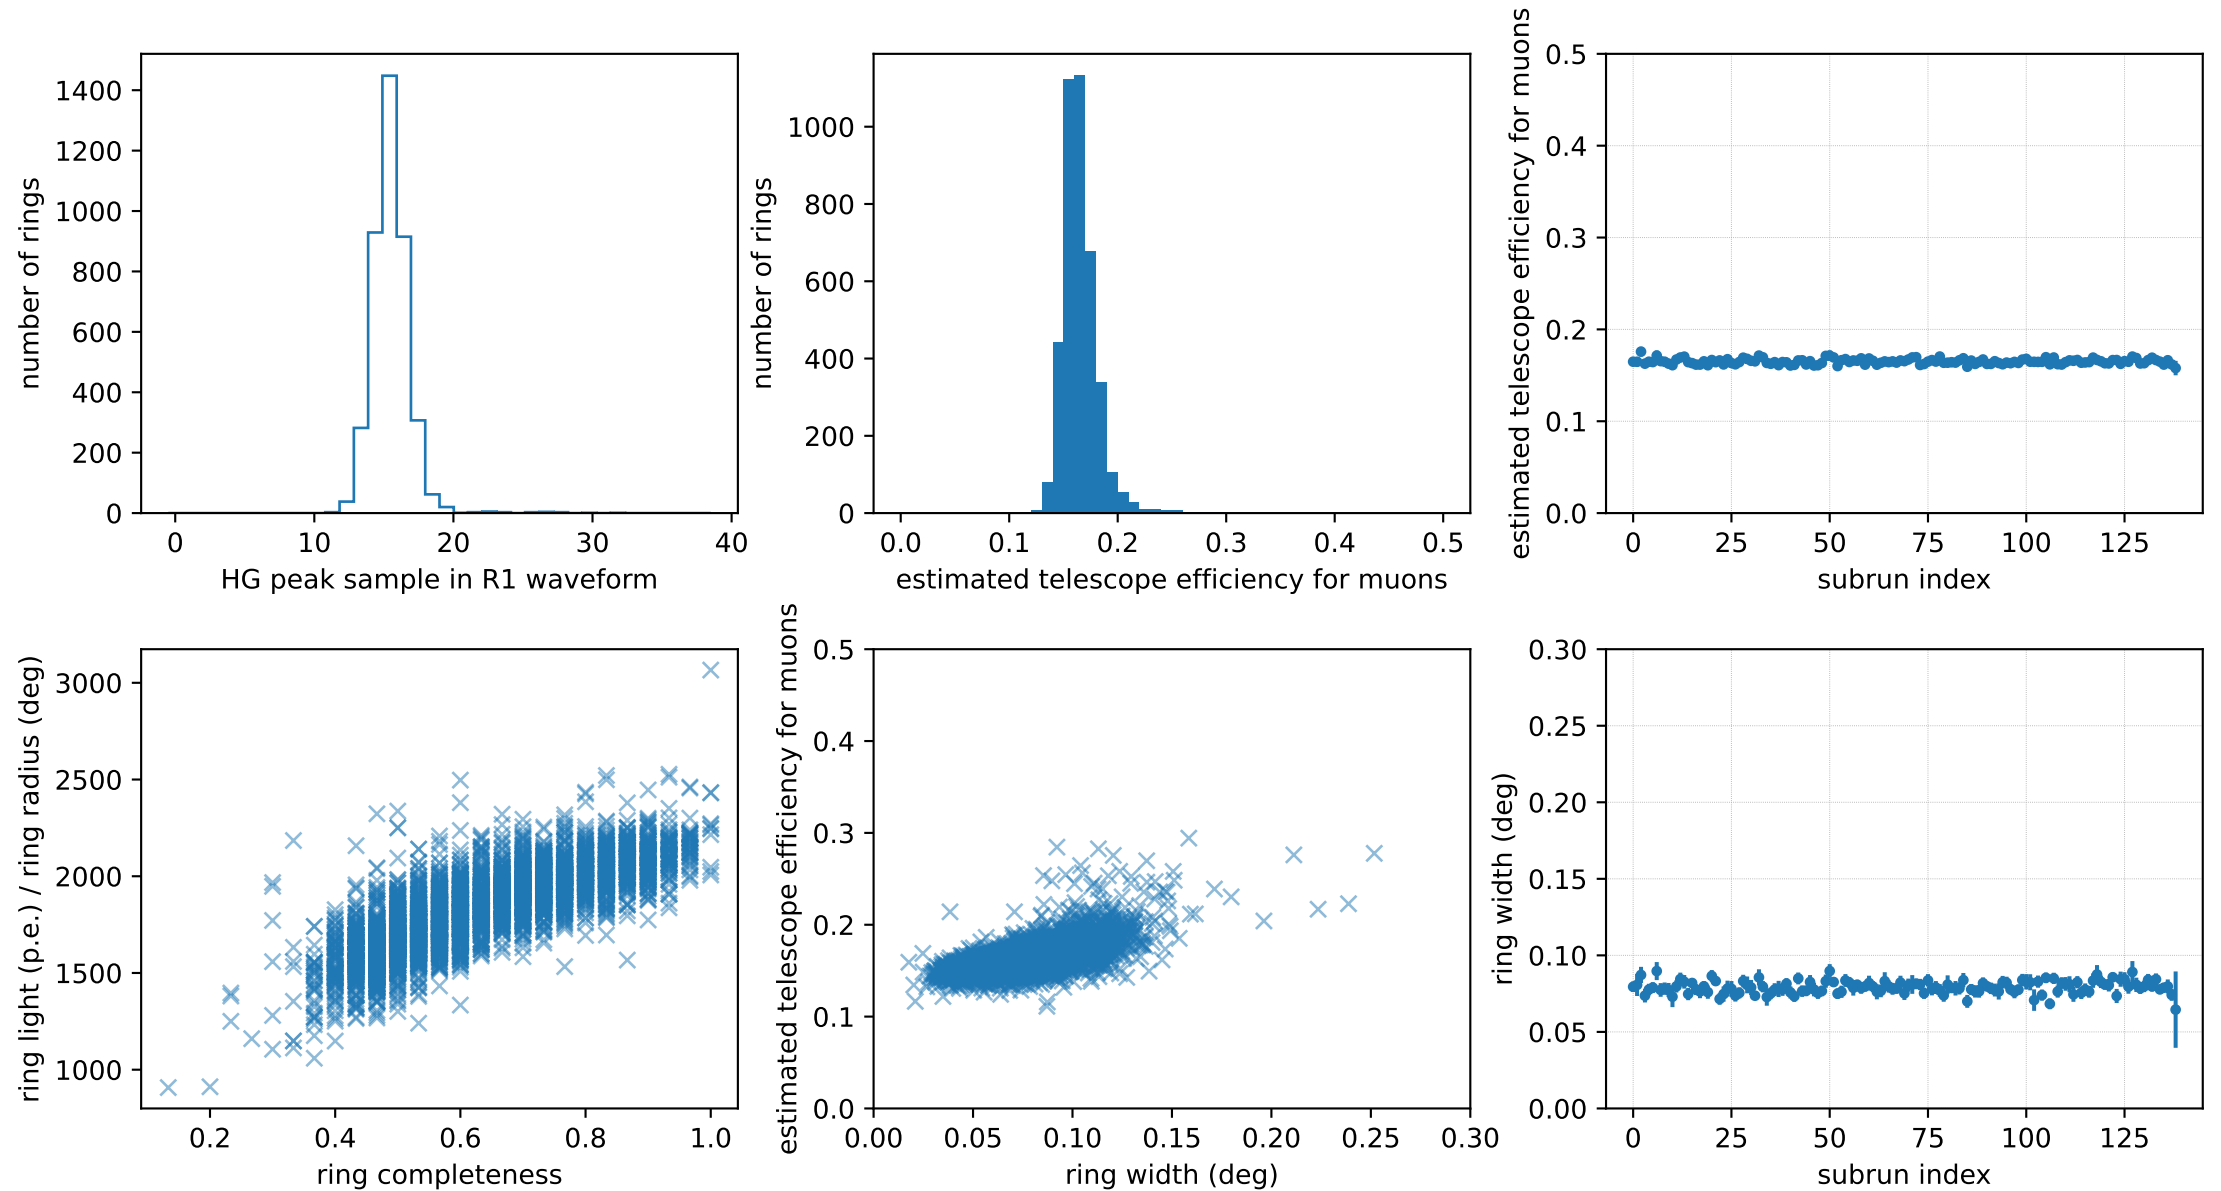 number of rings
1400
1200
1000
800
600
400
200
0
0 10 20 30 40
HG peak sample in R1 waveform
number of rings
1000
800
600
400
200
0
0.0 0.1 0.2 0.3 0.4 0.5
estimated telescope efficiency for muons
estimated telescope efficiency for muons
0.5
0.4
0.3
0.2
0.1
0.0
0 25 50 75 100 125
subrun index
ring light (p.e.) / ring radius (deg)
3000
2500
2000
1500
1000
0.2 0.4 0.6 0.8 1.0
ring completeness
estimated telescope efficiency for muons
0.5
0.4
0.3
0.2
0.1
0.0
0.00 0.05 0.10 0.15 0.20 0.25 0.30
ring width (deg)
ring width (deg)
0.30
0.25
0.20
0.15
0.10
0.05
0.00
0 25 50 75 100 125
subrun index